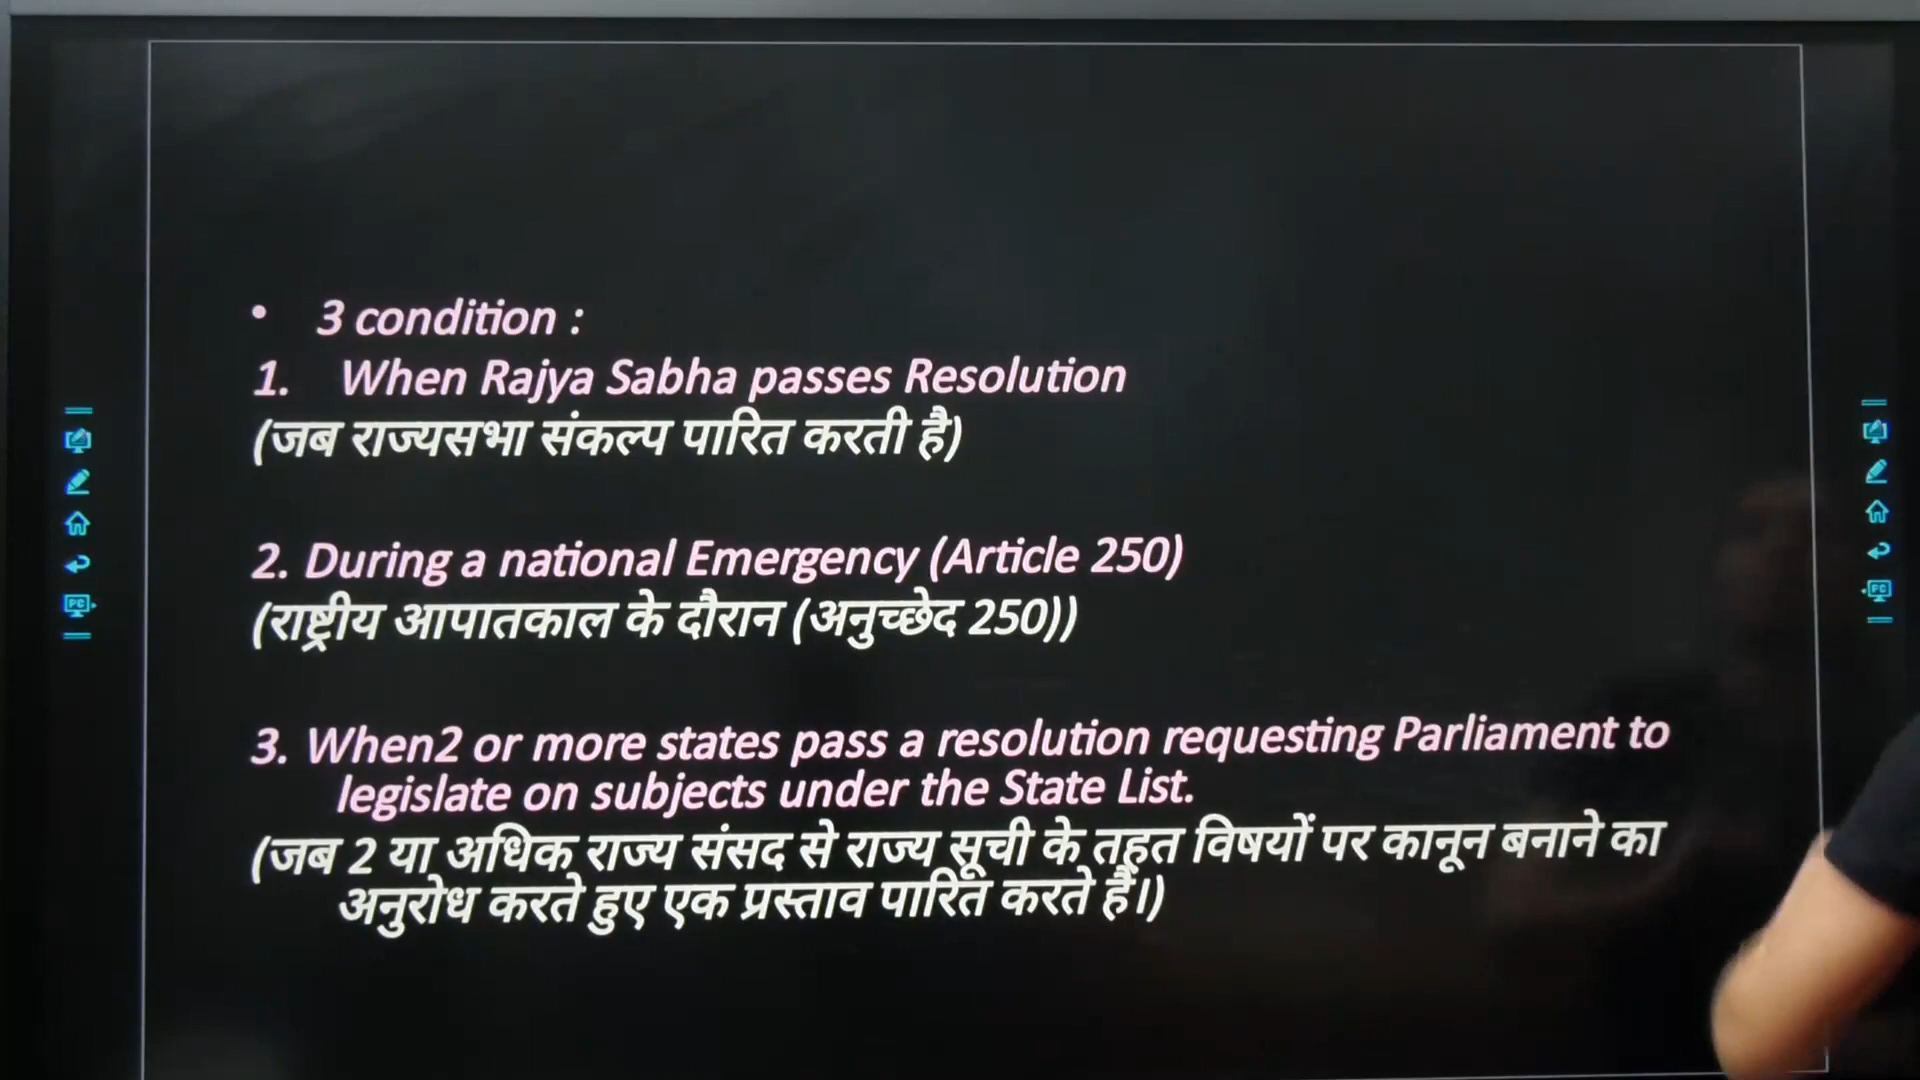 • 3 condition :
1. When Rajya Sabha passes Resolution
(जब राज्यसभा संकल्प पारित करती है)
2. During a national Emergency (Article 250)
(राष्ट्रीय आपातकाल के दौरान (अनुच्छेद 250))
3. When2 or more states pass a resolution requesting Parliament to
legislate on subjects under the State List.
(जब 2 या अधिक राज्य संसद से राज्य सूची के तहत विषयों पर कानून बनाने का
अनुरोध करते हुए एक प्रस्ताव पारित करते हैं।)
PC
PC